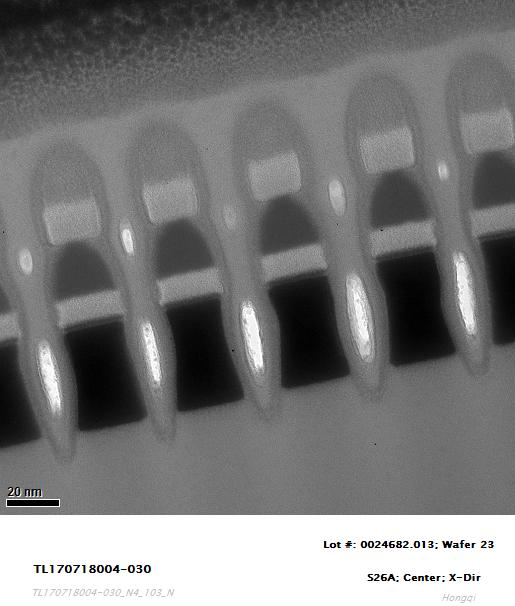 20 nm
Lot #: 0024682.013; Wafer 23
TL170718004-030
S26A; Center; X-Dir
TL170718004-030_N4_103_N
Hongqi